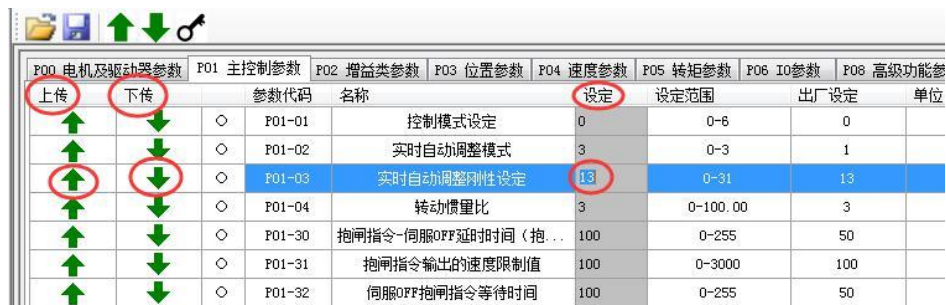 P00 电机及驱动器参数 P01 主控制参数 P02 增益类参数 P03 位置参数 P04 速度参数 P05 转矩参数 P06 IO参数 P08 高级功能参
上传 下传 参数代码 名称 设定 设定范围 出厂设定 单位
P01-01 控制模式设定 0 0-6 0
P01-02 实时自动调整模式 3 0-3 1
P01-03 实时自动调整刚性设定 13 0-31 13
P01-04 转动惯量比 3 0-100.00 3
P01-30 抱闸指令-伺服OFF延时时间（抱... 100 0-255 50
P01-31 抱闸指令输出的速度限制值 100 0-3000 100
P01-32 伺服OFF抱闸指令等待时间 100 0-255 50